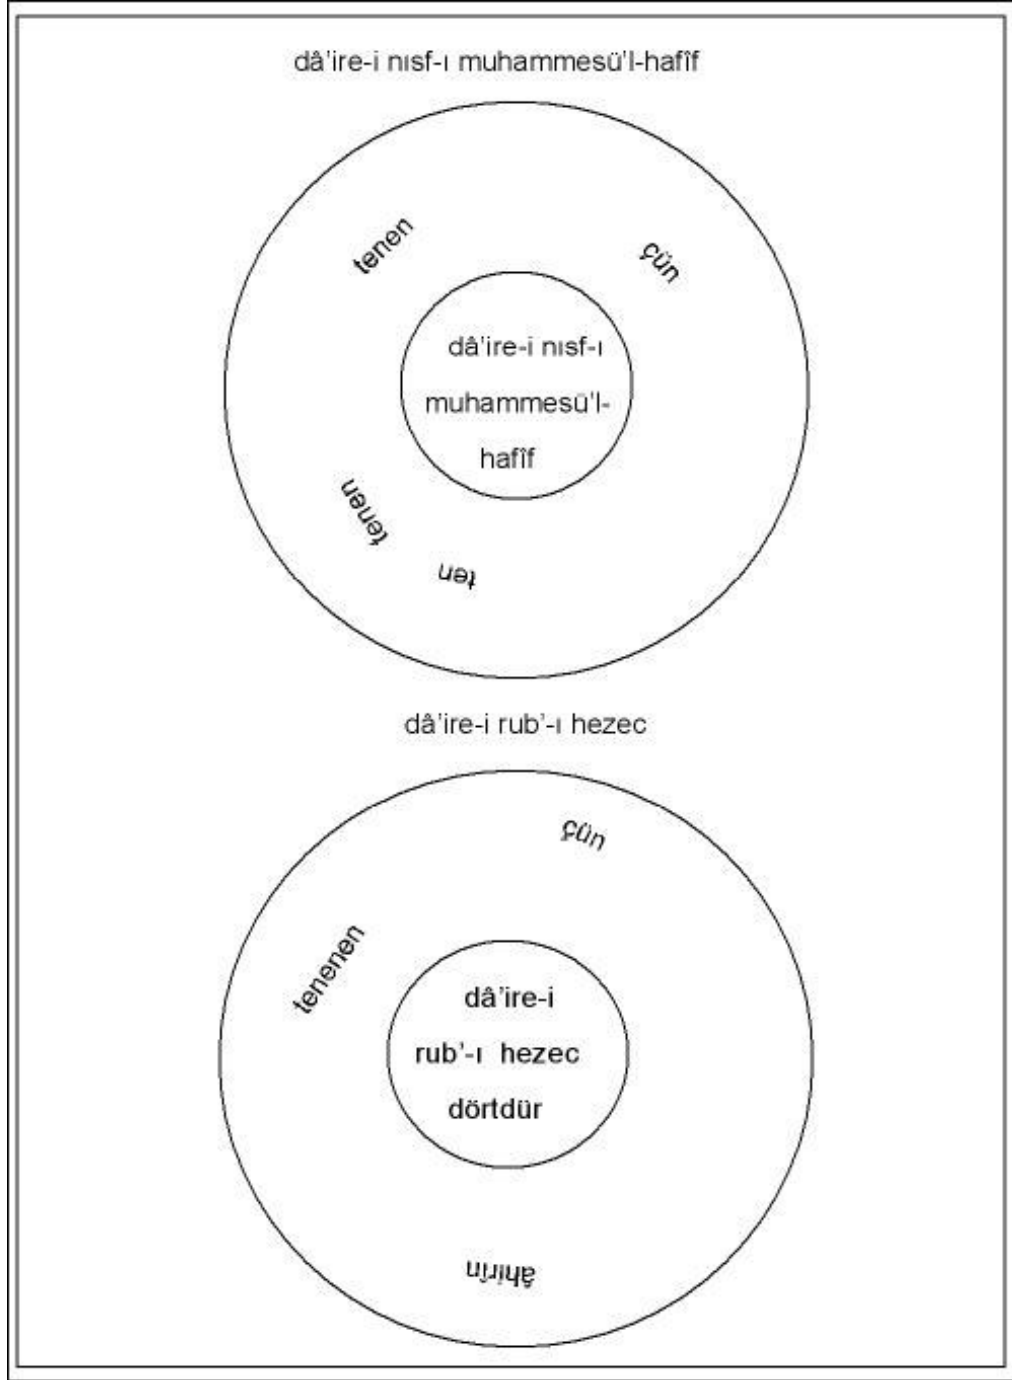 dâ'ire-i nısf-ı muhammesü'l-hafîf
tenen
çün
dâ'ire-i nısf-ı
muhammesü'l-
hafîf
tenen
ten
dâ'ire-i rub'-ı hezec
çün
tenenen
dâ'ire-i
rub'-ı hezec
dörtdür
âhirîn